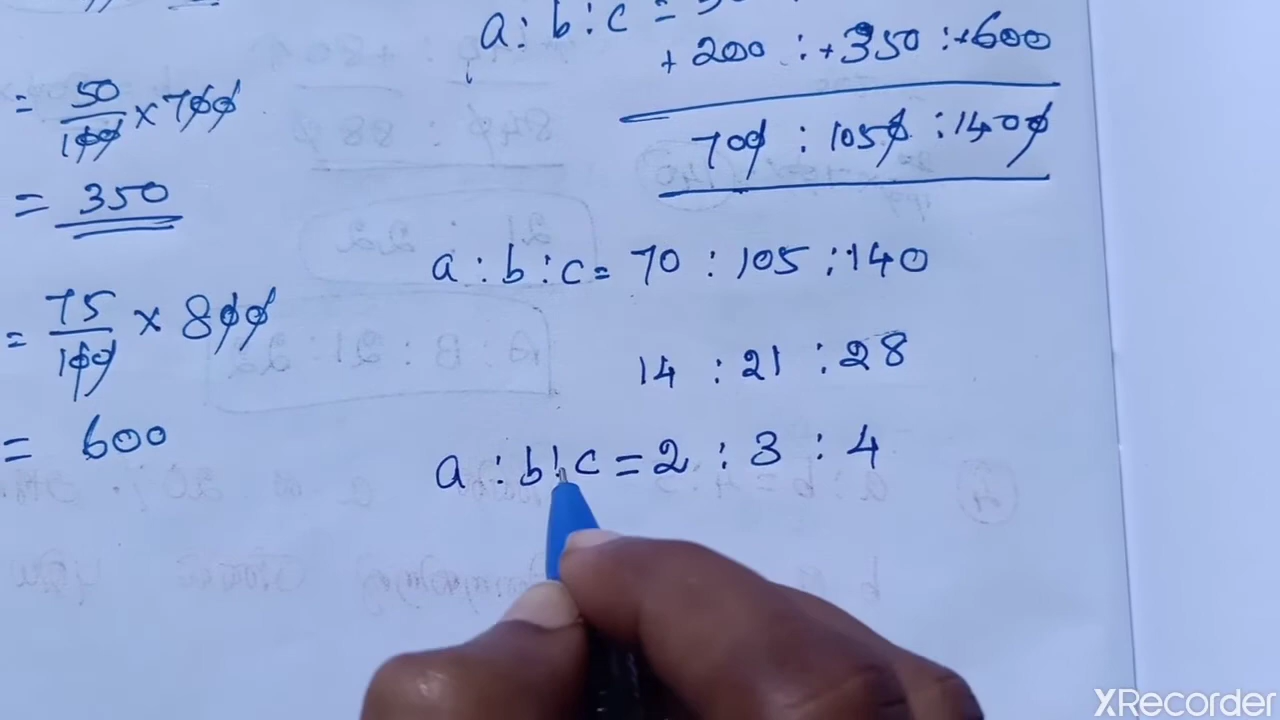 a : b : c =
+ 200 : + 350 : + 600
700 : 1050 : 1400
= 50/100 × 700
= 350
a : b : c = 70 : 105 : 140
= 75/100 × 800
14 : 21 : 28
= 600
a : b : c = 2 : 3 : 4
XRecorder